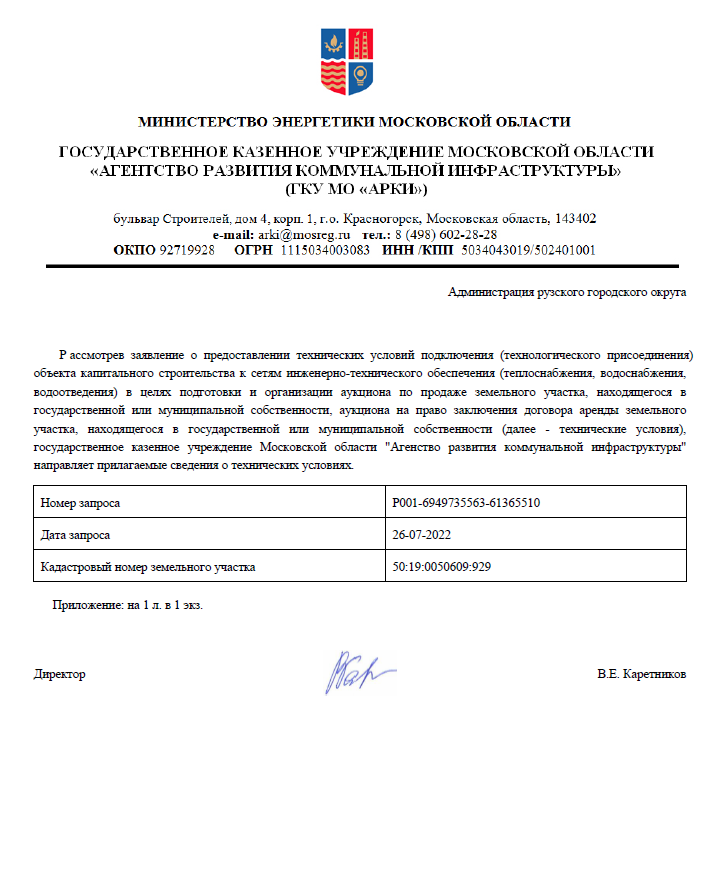 МИНИСТЕРСТВО ЭНЕРГЕТИКИ МОСКОВСКОЙ ОБЛАСТИ
ГОСУДАРСТВЕННОЕ КАЗЕННОЕ УЧРЕЖДЕНИЕ МОСКОВСКОЙ ОБЛАСТИ
«АГЕНТСТВО РАЗВИТИЯ КОММУНАЛЬНОЙ ИНФРАСТРУКТУРЫ»
(ГКУ МО «АРКИ»)
бульвар Строителей, дом 4, корп. 1, г.о. Красногорск, Московская область, 143402
e-mail: arki@mosreg.ru тел.: 8 (498) 602-28-28
ОКПО 92719928 ОГРН 1115034003083 ИНН /КПП 5034043019/502401001
Администрация рузского городского округа
Р ассмотрев заявление о предоставлении технических условий подключения (технологического присоединения)
объекта капитального строительства к сетям инженерно-технического обеспечения (теплоснабжения, водоснабжения,
водоотведения) в целях подготовки и организации аукциона по продаже земельного участка, находящегося в
государственной или муниципальной собственности, аукциона на право заключения договора аренды земельного
участка, находящегося в государственной или муниципальной собственности (далее - технические условия),
государственное казенное учреждение Московской области "Агенство развития коммунальной инфраструктуры"
направляет прилагаемые сведения о технических условиях.
Номер запроса P001-6949735563-61365510
Дата запроса 26-07-2022
Кадастровый номер земельного участка 50:19:0050609:929
Приложение: на 1 л. в 1 экз.
Директор В.Е. Каретников